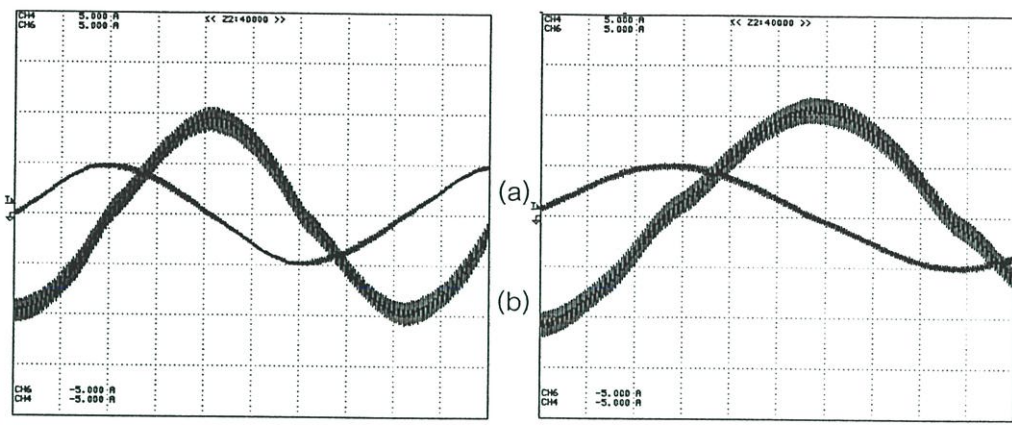 CH4 5.000 A
CH6 5.000 A
<< Z2:40000 >>
CH6 -5.000 A
CH4 -5.000 A
(a)
(b)
CH4 5.000 A
CH6 5.000 A
<< Z2:40000 >>
CH6 -5.000 A
CH4 -5.000 A